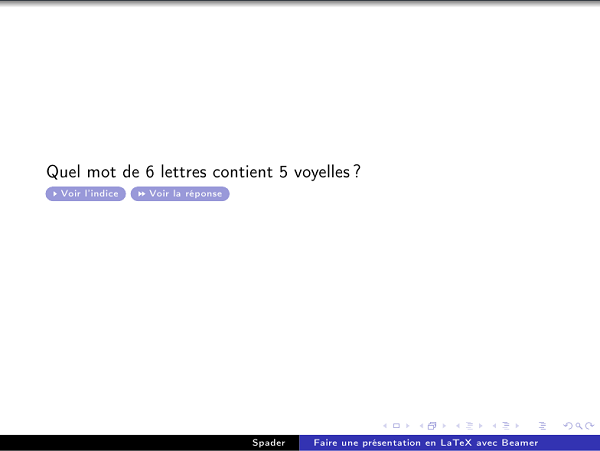 Quel mot de 6 lettres contient 5 voyelles ?
Voir l'indice Voir la réponse
Spader Faire une présentation en LaTeX avec Beamer